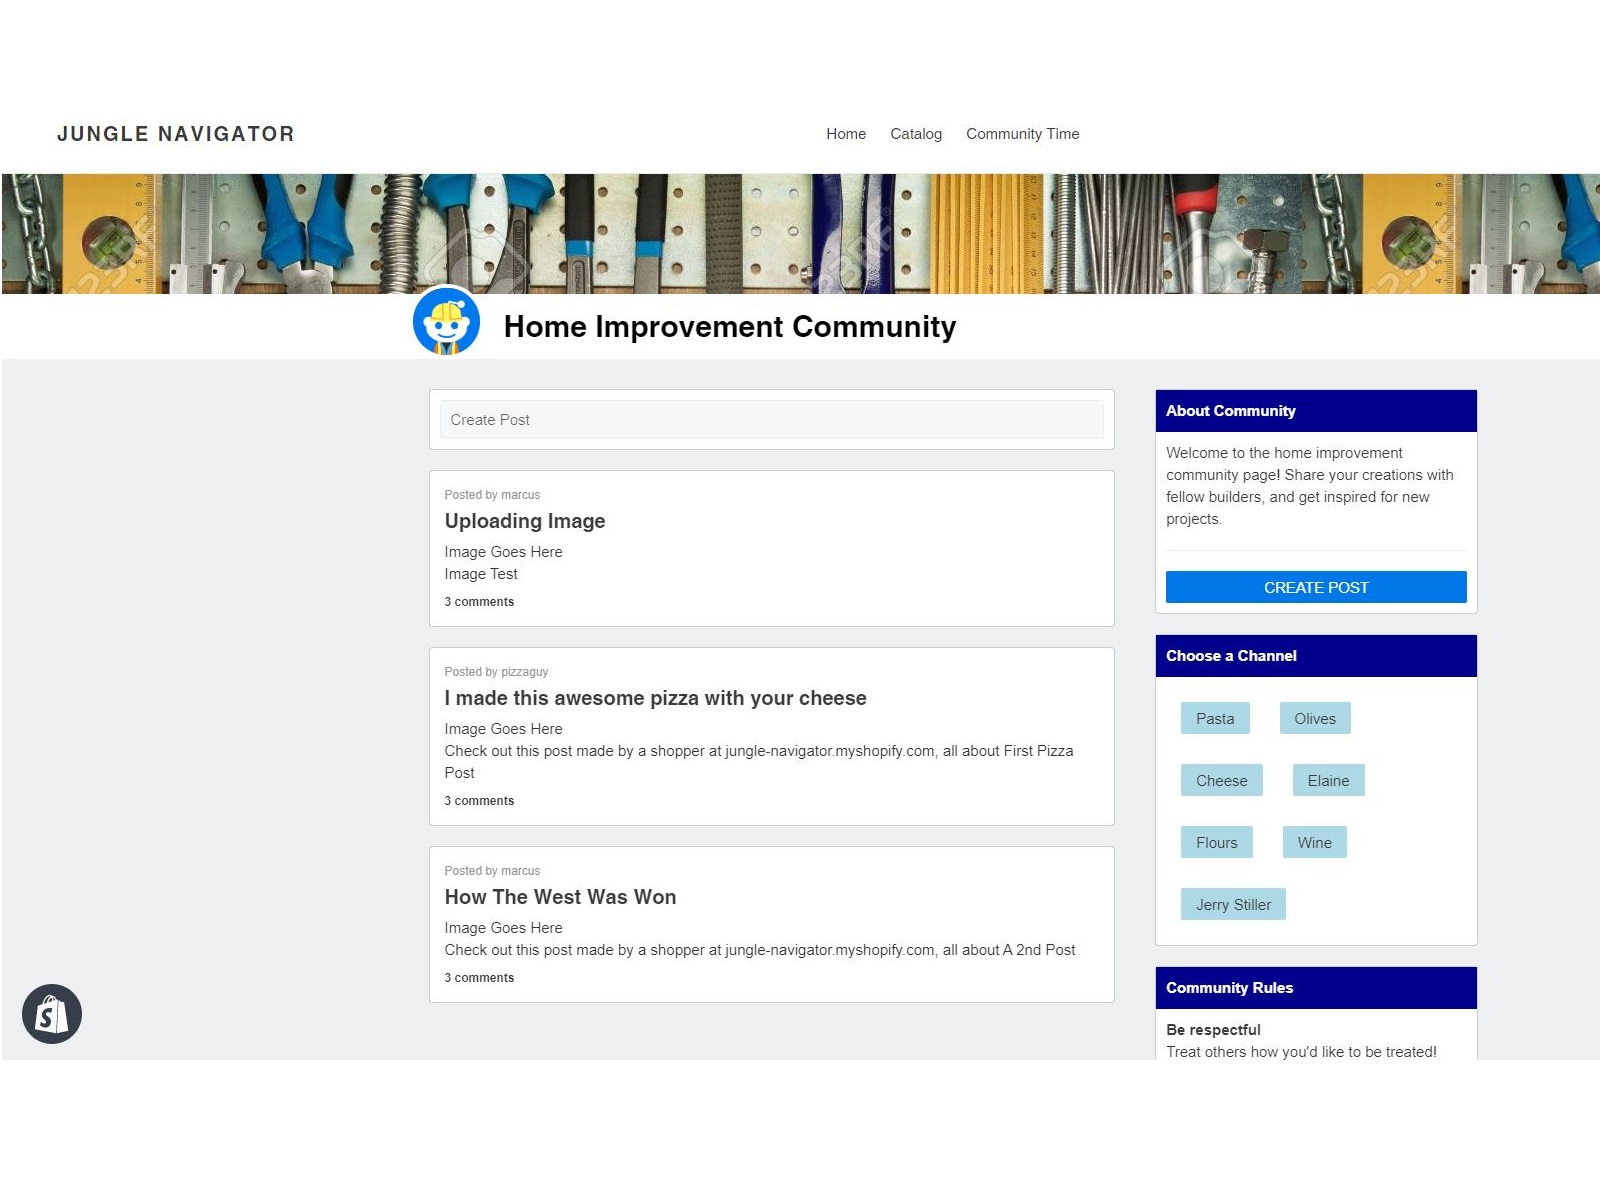 JUNGLE NAVIGATOR
Home Catalog Community Time
123RF 123RF 123RF
Home Improvement Community
Create Post
Posted by marcus
Uploading Image
Image Goes Here
Image Test
3 comments
Posted by pizzaguy
I made this awesome pizza with your cheese
Image Goes Here
Check out this post made by a shopper at jungle-navigator.myshopify.com, all about First Pizza
Post
3 comments
Posted by marcus
How The West Was Won
Image Goes Here
Check out this post made by a shopper at jungle-navigator.myshopify.com, all about A 2nd Post
3 comments
About Community
Welcome to the home improvement
community page! Share your creations with
fellow builders, and get inspired for new
projects.
CREATE POST
Choose a Channel
Pasta Olives
Cheese Elaine
Flours Wine
Jerry Stiller
Community Rules
Be respectful
Treat others how you'd like to be treated!